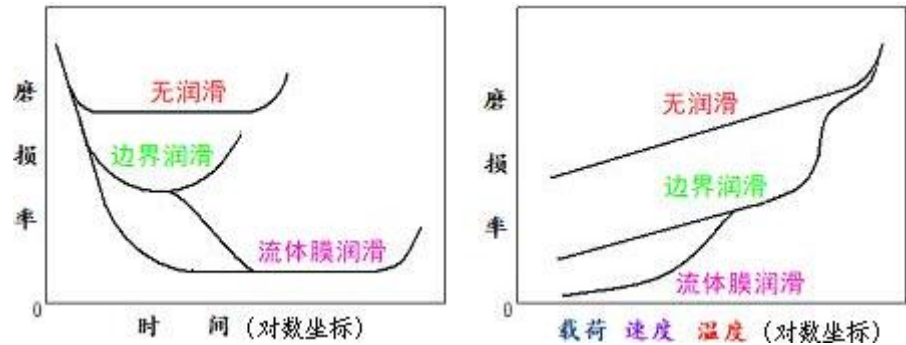 磨损率
无润滑
边界润滑
流体膜润滑
0
时 间 (对数坐标)
磨损率
无润滑
边界润滑
流体膜润滑
0
载荷 速度 温度 (对数坐标)